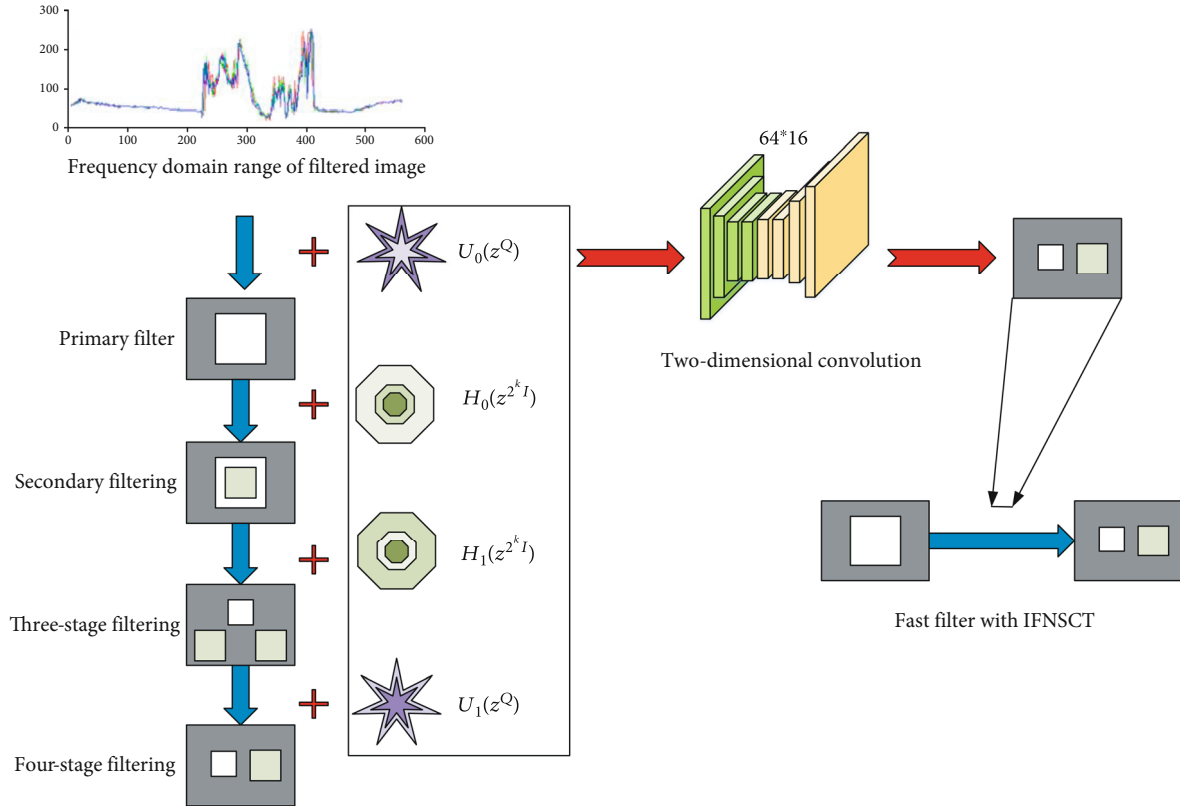 300
200
100
0
0 100 200 300 400 500 600
Frequency domain range of filtered image
64*16
U₀(z^Q)
Primary filter
Two-dimensional convolution
H₀(z^{2^k I})
Secondary filtering
H₁(z^{2^k I})
Three-stage filtering
Fast filter with IFNSCT
U₁(z^Q)
Four-stage filtering